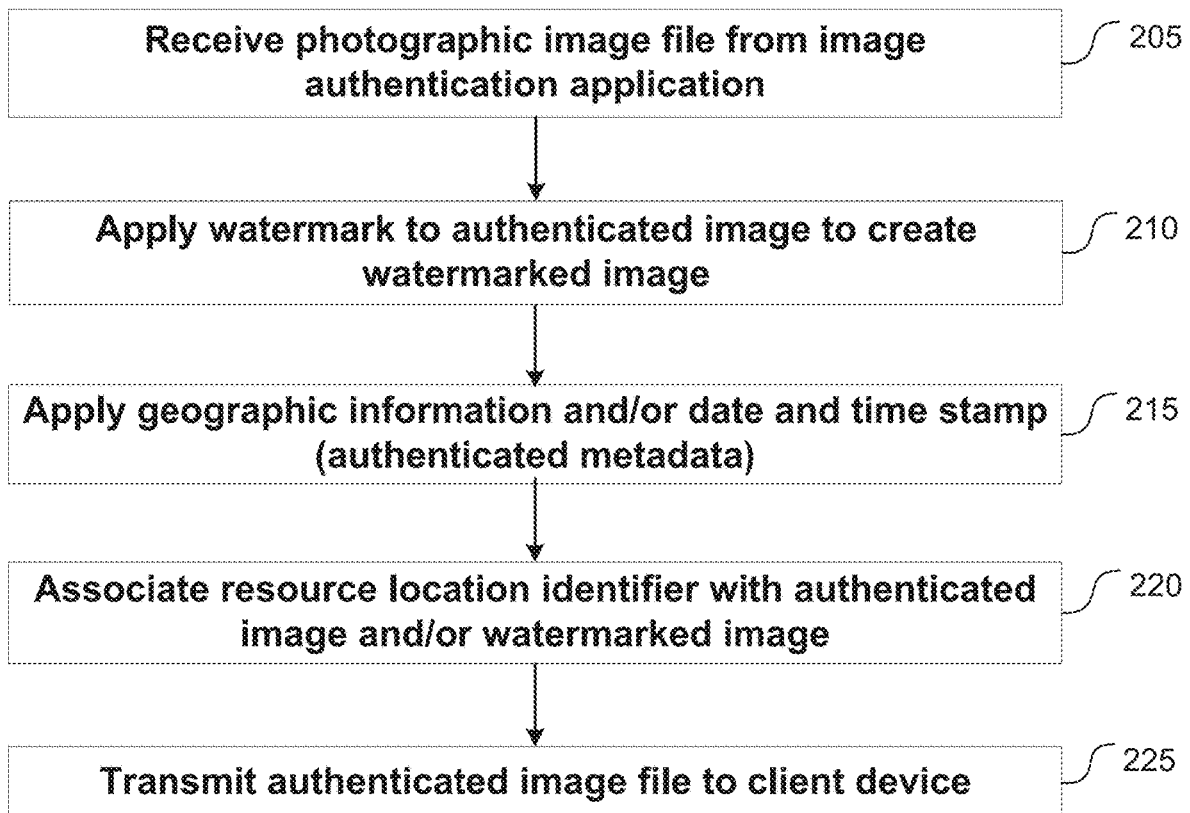 Receive photographic image file from image
authentication application
205
Apply watermark to authenticated image to create
watermarked image
210
Apply geographic information and/or date and time stamp
(authenticated metadata)
215
Associate resource location identifier with authenticated
image and/or watermarked image
220
Transmit authenticated image file to client device
225